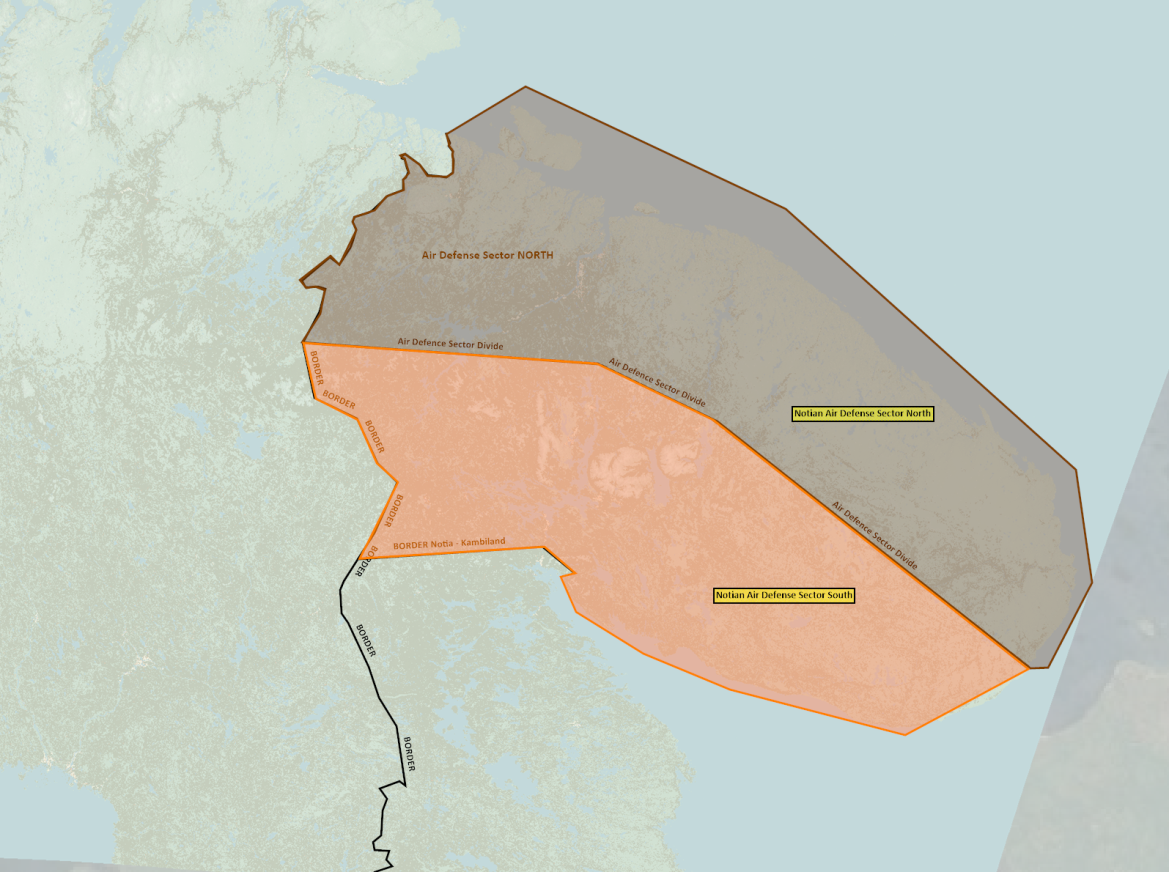 Air Defense Sector NORTH
Air Defence Sector Divide
BORDER
Air Defence Sector Divide
BORDER
Notian Air Defense Sector North
BORDER
BORDER
Air Defence Sector Divide
BORDER Notia - Kambiland
BORDER
Notian Air Defense Sector South
BORDER
BORDER